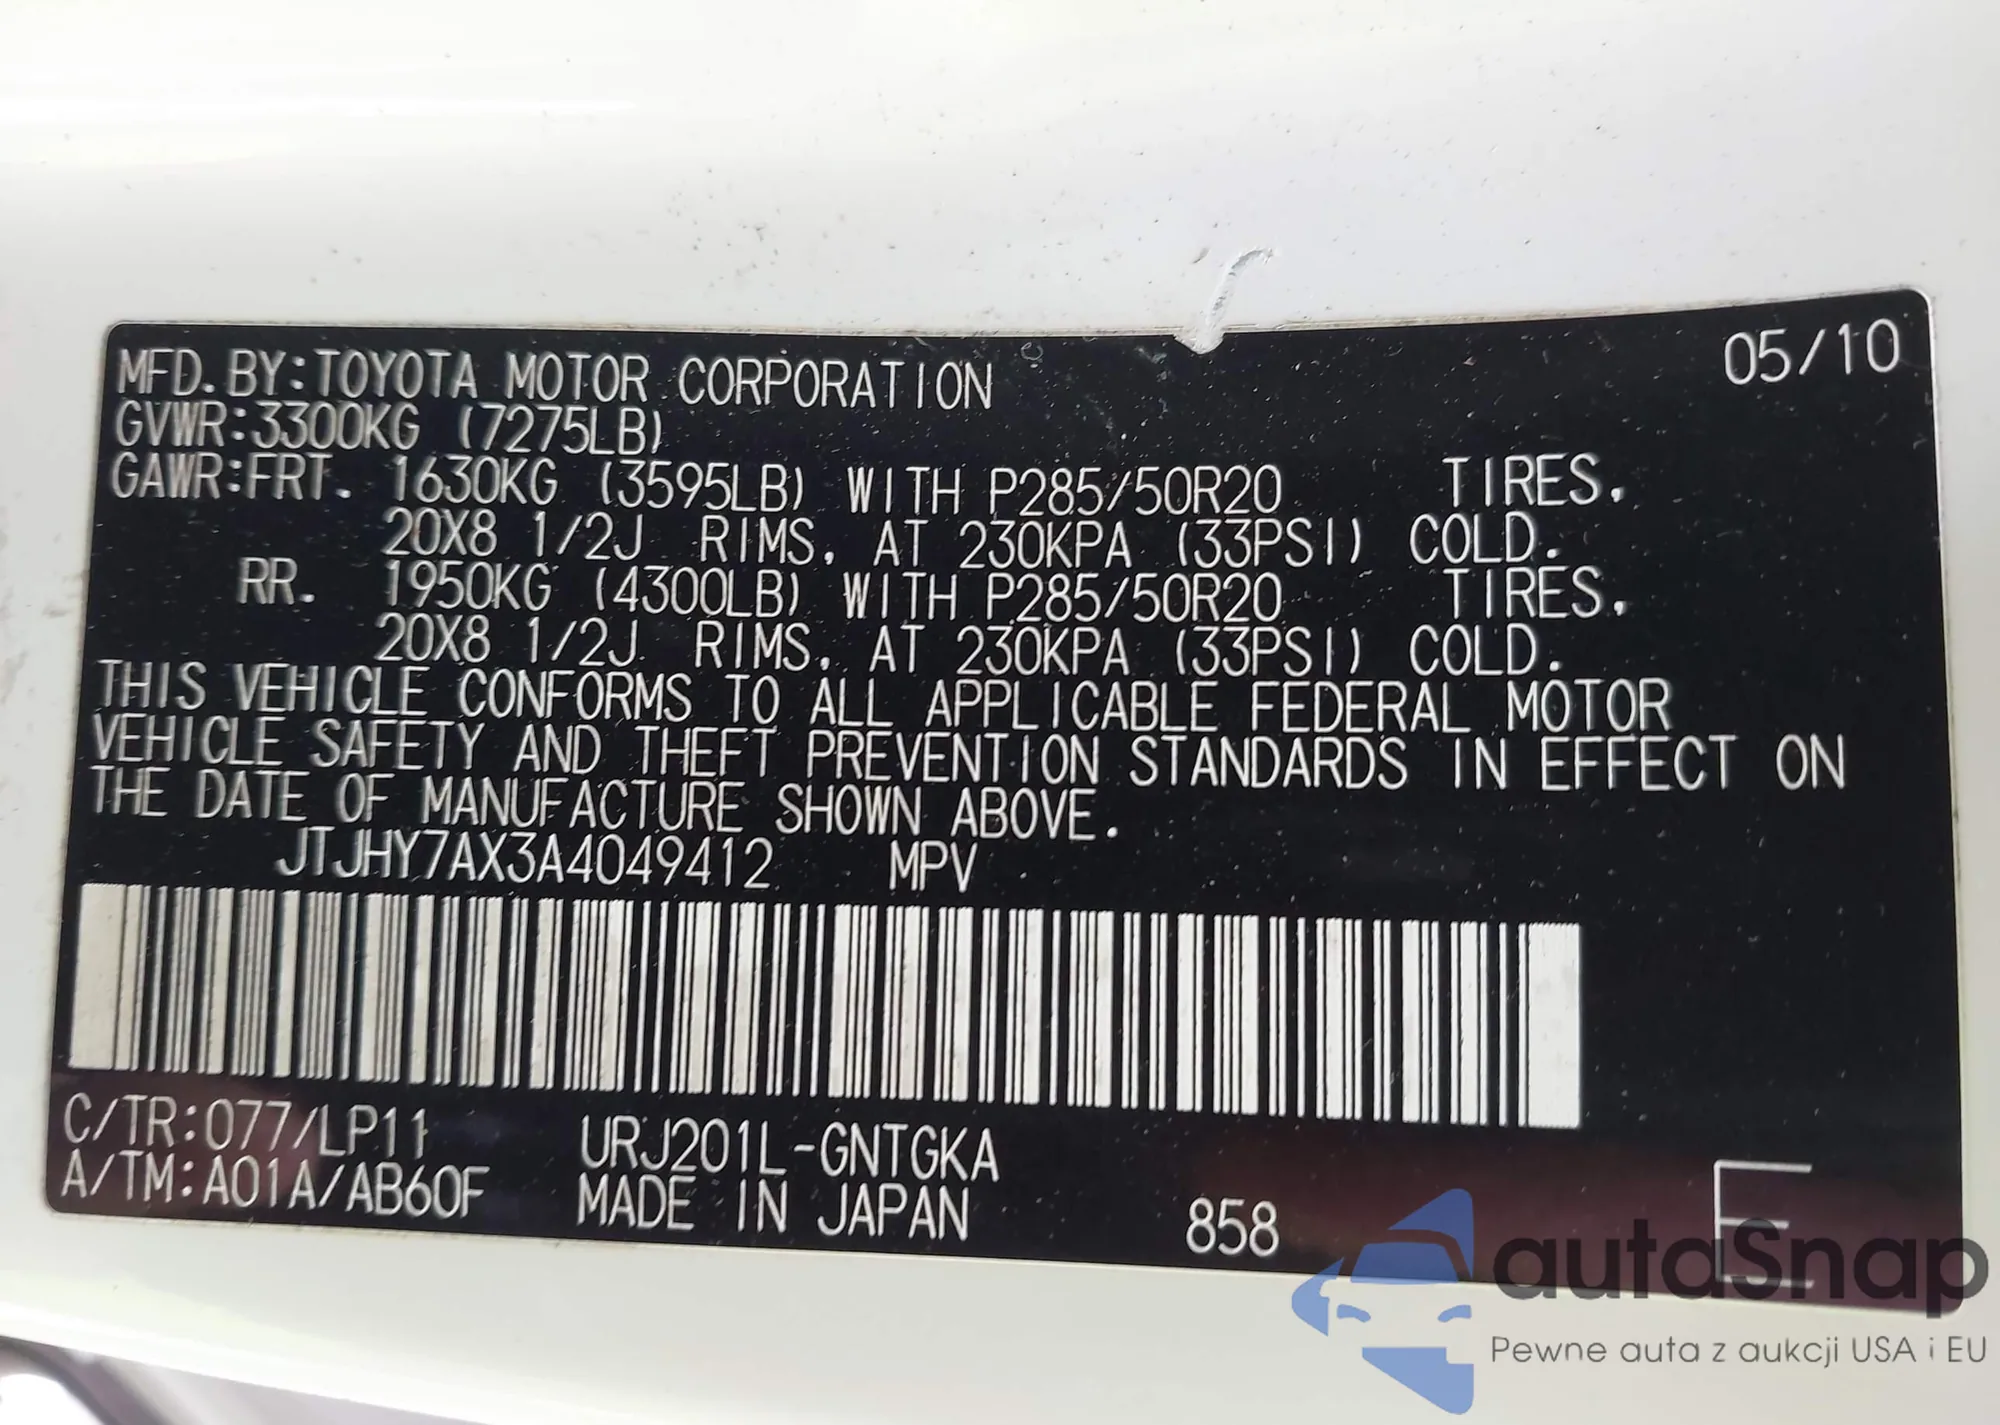 MFD. BY: TOYOTA MOTOR CORPORATION 05/10
GVWR: 3300KG (7275LB)
GAWR: FRT. 1630KG (3595LB) WITH P285/50R20 TIRES,
20X8 1/2J RIMS, AT 230KPA (33PSI) COLD.
RR. 1950KG (4300LB) WITH P285/50R20 TIRES,
20X8 1/2J RIMS, AT 230KPA (33PSI) COLD.
THIS VEHICLE CONFORMS TO ALL APPLICABLE FEDERAL MOTOR
VEHICLE SAFETY AND THEFT PREVENTION STANDARDS IN EFFECT ON
THE DATE OF MANUFACTURE SHOWN ABOVE.
JTJHY7AX3A4049412 MPV
C/TR: 077/LP11 URJ201L-GNTGKA
A/TM: A01A/AB60F MADE IN JAPAN 858 E
autoSnap
Pewne auta z aukcji USA i EU